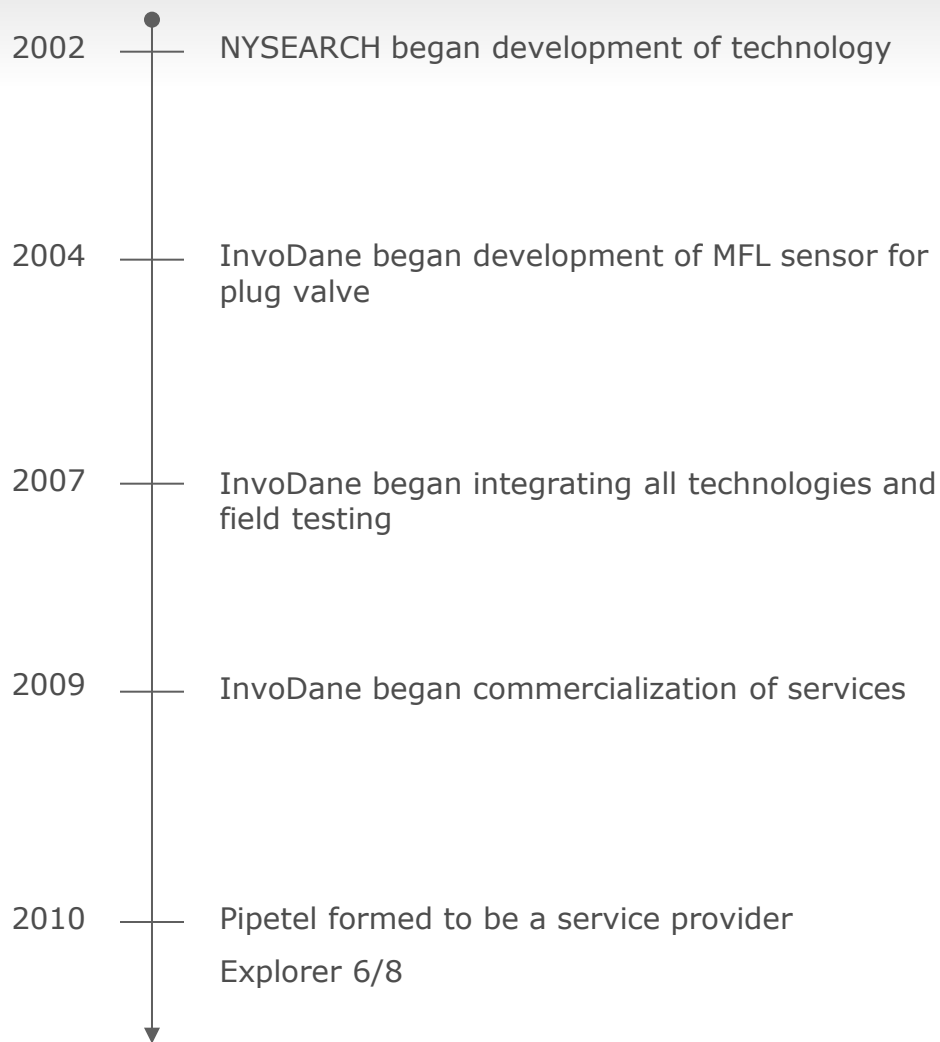 2002 NYSEARCH began development of technology
2004 InvoDane began development of MFL sensor for
plug valve
2007 InvoDane began integrating all technologies and
field testing
2009 InvoDane began commercialization of services
2010 Pipetel formed to be a service provider
Explorer 6/8